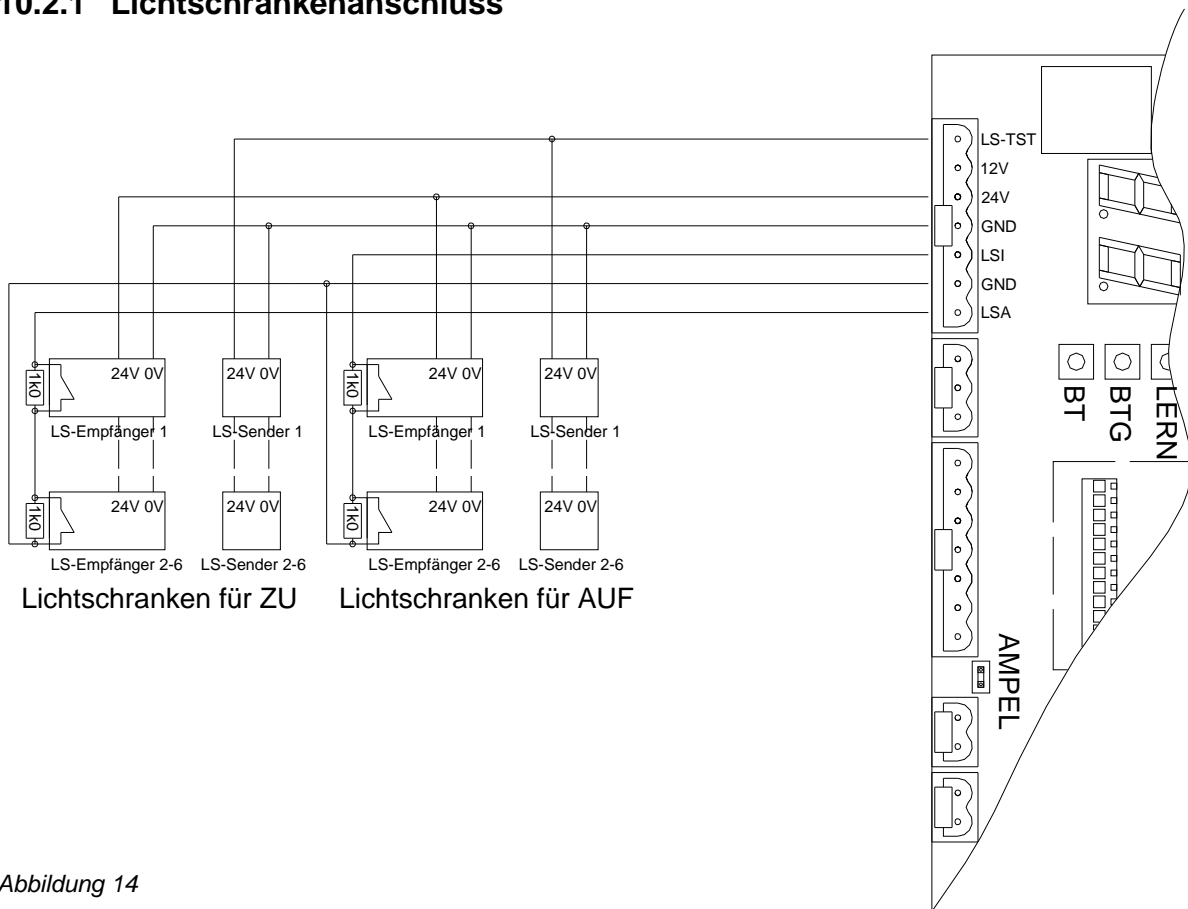 10.2.1 Lichtschrankenanschluss
LS-TST
12V
24V
GND
LSI
GND
LSA
1k0
24V 0V
24V 0V
1k0
24V 0V
24V 0V
LS-Empfänger 1
LS-Sender 1
LS-Empfänger 1
LS-Sender 1
BT
BTG
LERN
1k0
24V 0V
24V 0V
1k0
24V 0V
24V 0V
LS-Empfänger 2-6
LS-Sender 2-6
LS-Empfänger 2-6
LS-Sender 2-6
Lichtschranken für ZU
Lichtschranken für AUF
AMPEL
Abbildung 14